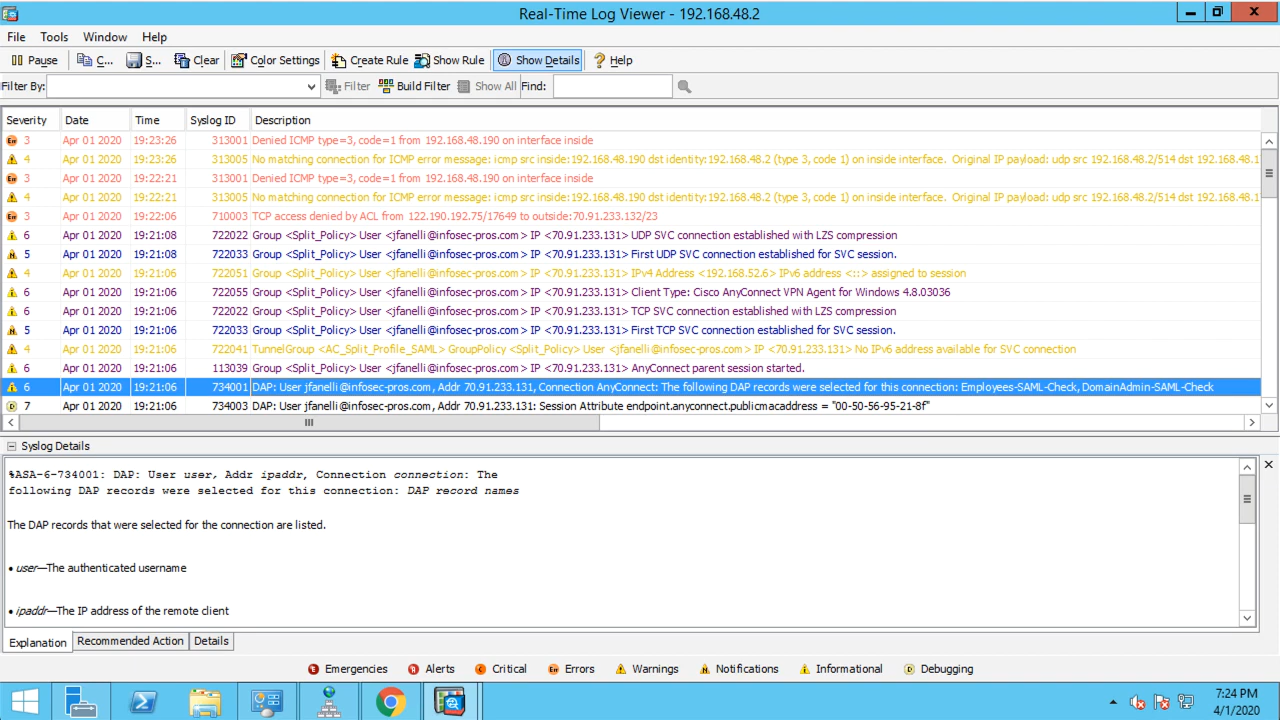 Real-Time Log Viewer - 192.168.48.2
File Tools Window Help
Pause C... S... Clear Color Settings Create Rule Show Rule Show Details Help
Filter By: Filter Build Filter Show All Find:
Severity Date Time Syslog ID Description
3 Apr 01 2020 19:23:26 313001 Denied ICMP type=3, code=1 from 192.168.48.190 on interface inside
4 Apr 01 2020 19:23:26 313005 No matching connection for ICMP error message: icmp src inside:192.168.48.190 dst identity:192.168.48.2 (type 3, code 1) on inside interface. Original IP payload: udp src 192.168.48.2/514 dst 192.168.48.1
3 Apr 01 2020 19:22:21 313001 Denied ICMP type=3, code=1 from 192.168.48.190 on interface inside
4 Apr 01 2020 19:22:21 313005 No matching connection for ICMP error message: icmp src inside:192.168.48.190 dst identity:192.168.48.2 (type 3, code 1) on inside interface. Original IP payload: udp src 192.168.48.2/514 dst 192.168.48.1
3 Apr 01 2020 19:22:06 710003 TCP access denied by ACL from 122.190.192.75/17649 to outside:70.91.233.132/23
6 Apr 01 2020 19:21:08 722022 Group <Split_Policy> User <jfanelli@infosec-pros.com> IP <70.91.233.131> UDP SVC connection established with LZS compression
5 Apr 01 2020 19:21:08 722033 Group <Split_Policy> User <jfanelli@infosec-pros.com> IP <70.91.233.131> First UDP SVC connection established for SVC session.
4 Apr 01 2020 19:21:06 722051 Group <Split_Policy> User <jfanelli@infosec-pros.com> IP <70.91.233.131> IPv4 Address <192.168.52.6> IPv6 address <::> assigned to session
6 Apr 01 2020 19:21:06 722055 Group <Split_Policy> User <jfanelli@infosec-pros.com> IP <70.91.233.131> Client Type: Cisco AnyConnect VPN Agent for Windows 4.8.03036
6 Apr 01 2020 19:21:06 722022 Group <Split_Policy> User <jfanelli@infosec-pros.com> IP <70.91.233.131> TCP SVC connection established with LZS compression
5 Apr 01 2020 19:21:06 722033 Group <Split_Policy> User <jfanelli@infosec-pros.com> IP <70.91.233.131> First TCP SVC connection established for SVC session.
4 Apr 01 2020 19:21:06 722041 TunnelGroup <AC_Split_Profile_SAML> GroupPolicy <Split_Policy> User <jfanelli@infosec-pros.com> IP <70.91.233.131> No IPv6 address available for SVC connection
6 Apr 01 2020 19:21:06 113039 Group <Split_Policy> User <jfanelli@infosec-pros.com> IP <70.91.233.131> AnyConnect parent session started.
6 Apr 01 2020 19:21:06 734001 DAP: User jfanelli@infosec-pros.com, Addr 70.91.233.131, Connection AnyConnect: The following DAP records were selected for this connection: Employees-SAML-Check, DomainAdmin-SAML-Check
7 Apr 01 2020 19:21:06 734003 DAP: User jfanelli@infosec-pros.com, Addr 70.91.233.131: Session Attribute endpoint.anyconnect.publicmacaddress = "00-50-56-95-21-8f"
Syslog Details
%ASA-6-734001: DAP: User user, Addr ipaddr, Connection connection: The
following DAP records were selected for this connection: DAP record names
The DAP records that were selected for the connection are listed.
• user—The authenticated username
• ipaddr—The IP address of the remote client
Explanation Recommended Action Details
Emergencies Alerts Critical Errors Warnings Notifications Informational Debugging
7:24 PM
4/1/2020